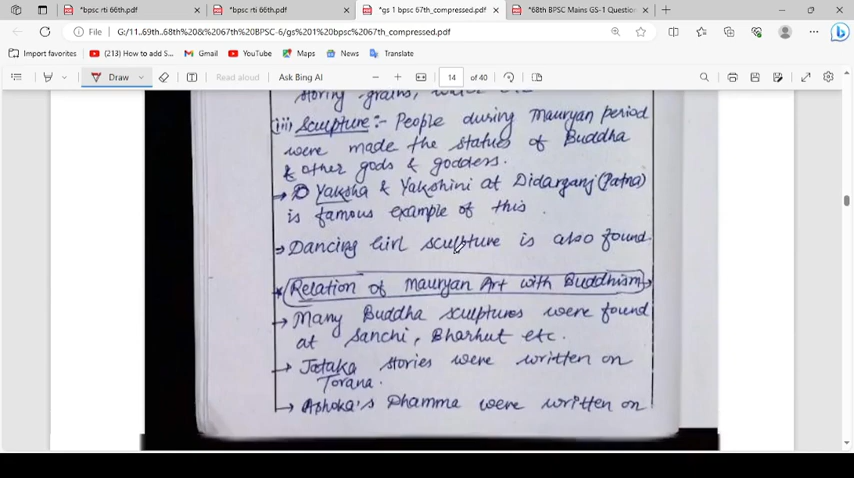 *bpsc rti 66th.pdf
*bpsc rti 66th.pdf
*gs 1 bpsc 67th_compressed.pdf
*68th BPSC Mains GS-1 Question
File
G:/11.69th.68th%20&%2067th%20BPSC-6/gs%201%20bpsc%2067th_compressed.pdf
Import favorites
(213) How to add S...
Gmail
YouTube
Maps
News
Translate
Draw
Read aloud
Ask Bing AI
14 of 40
storing grains, water etc
(iii) Sculpture:- People during Mauryan period
were made the statues of Buddha
& other gods & goddess.
→ Yaksha & Yakshini at Didarganj (Patna)
is famous example of this.
→ Dancing Girl sculpture is also found.
* Relation of Mauryan Art with Buddhism →
→ Many Buddha sculptures were found
at Sanchi, Bharhut etc.
→ Jataka stories were written on
Torana.
→ Ashoka's Dhamma were written on